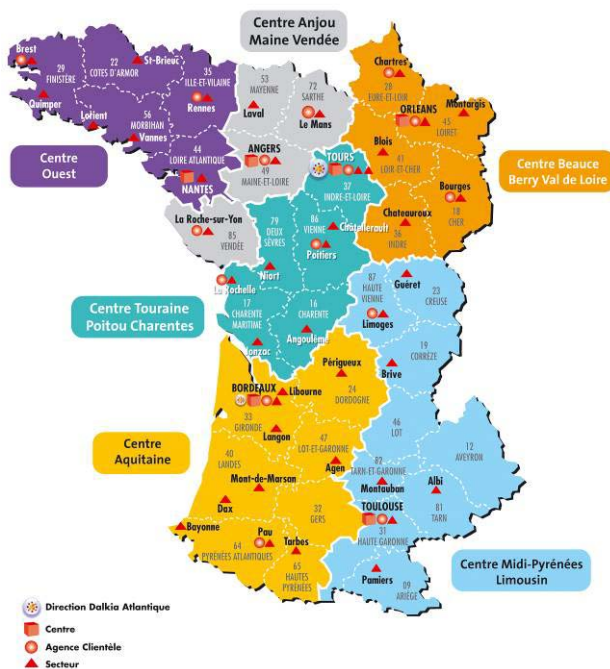 Centre Anjou
Maine Vendée
Brest
29
FINISTÈRE
Quimper
22
COTES D'ARMOR
St-Brieuc
35
ILLE-ET-VILAINE
Rennes
Lorient
56
MORBIHAN
Vannes
44
LOIRE ATLANTIQUE
NANTES
Centre
Ouest
53
MAYENNE
Laval
72
SARTHE
Le Mans
ANGERS
49
MAINE-ET-LOIRE
La Roche-sur-Yon
85
VENDÉE
Chartres
28
EURE-ET-LOIR
ORLEANS
Montargis
45
LOIRET
Blois
41
LOIR-ET-CHER
Bourges
18
CHER
Chateauroux
36
INDRE
Centre Beauce
Berry Val de Loire
TOURS
37
INDRE-ET-LOIRE
79
DEUX
SÈVRES
86
VIENNE
Châtellerault
Poitiers
Niort
La Rochelle
17
CHARENTE
MARITIME
16
CHARENTE
Angoulême
Jonzac
Centre Touraine
Poitou Charentes
87
HAUTE
VIENNE
Guéret
23
CREUSE
Limoges
19
CORRÈZE
Brive
Périgueux
24
DORDOGNE
BORDEAUX
Libourne
33
GIRONDE
Langon
47
LOT-ET-GARONNE
Agen
Centre
Aquitaine
40
LANDES
Mont-de-Marsan
Dax
Bayonne
32
GERS
Pau
64
PYRÉNÉES ATLANTIQUES
Tarbes
65
HAUTES
PYRÉNÉES
46
LOT
12
AVEYRON
82
TARN-ET-GARONNE
Montauban
Albi
81
TARN
TOULOUSE
31
HAUTE GARONNE
Pamiers
09
ARIÈGE
Centre Midi-Pyrénées
Limousin
Direction Dalkia Atlantique
Centre
Agence Clientèle
Secteur